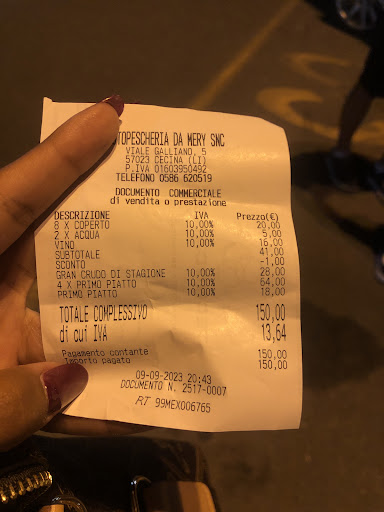 TOPESCHERIA DA MERY SNC
VIALE GALLIANO, 5
57023 CECINA (LI)
P.IVA 01603950492
TELEFONO 0586 620519
DOCUMENTO COMMERCIALE
di vendita o prestazione
DESCRIZIONE IVA Prezzo(€)
8 X COPERTO 10,00% 20,00
2 X ACQUA 10,00% 5,00
VINO 10,00% 16,00
SUBTOTALE 41,00
SCONTO -1,00
GRAN CRUDO DI STAGIONE 10,00% 28,00
4 X PRIMO PIATTO 10,00% 64,00
PRIMO PIATTO 10,00% 18,00
TOTALE COMPLESSIVO 150,00
di cui IVA 13,64
Pagamento contante 150,00
Importo pagato 150,00
09-09-2023 20:43
DOCUMENTO N. 2517-0007
RT 99MEX006765